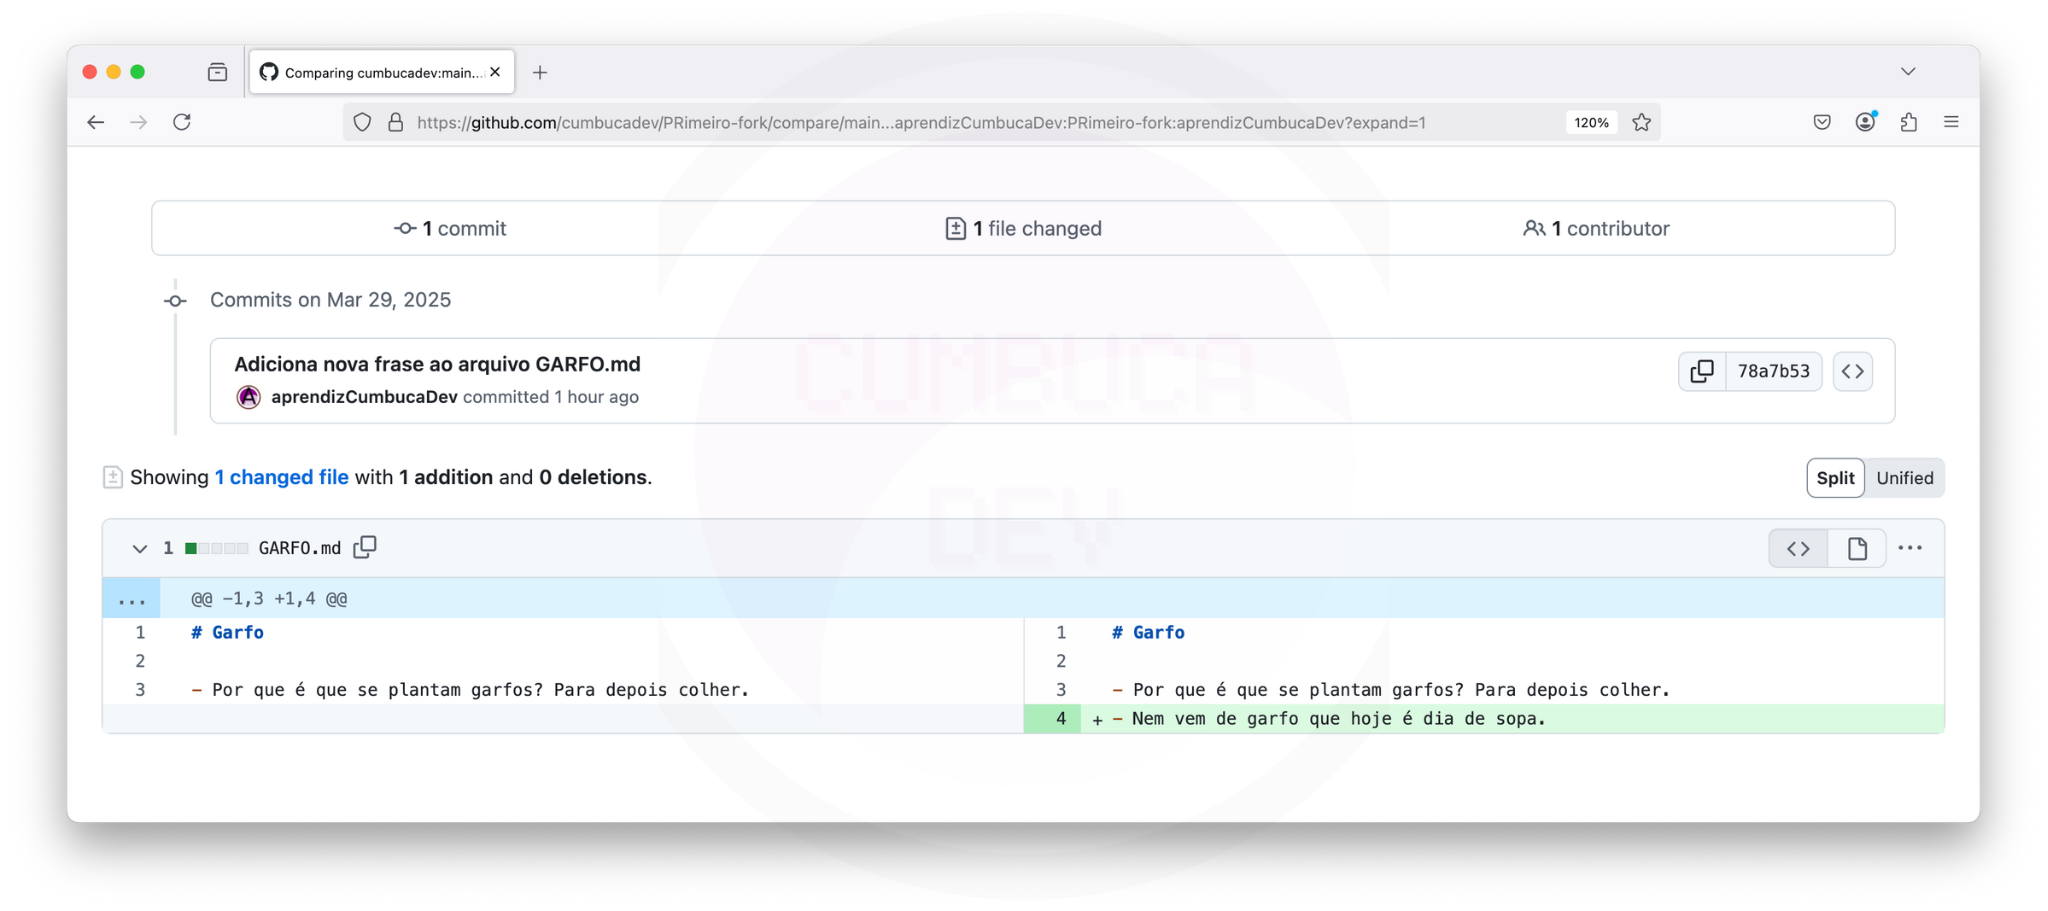 Comparing cumbucadev:main...
https://github.com/cumbucadev/PRimeiro-fork/compare/main...aprendizCumbucaDev:PRimeiro-fork:aprendizCumbucaDev?expand=1
120%
1 commit
1 file changed
1 contributor
Commits on Mar 29, 2025
Adiciona nova frase ao arquivo GARFO.md
78a7b53
aprendizCumbucaDev committed 1 hour ago
CUMBUCA
DEV
Showing 1 changed file with 1 addition and 0 deletions.
Split
Unified
1 GARFO.md
... @@ -1,3 +1,4 @@
1 # Garfo
2
3 - Por que é que se plantam garfos? Para depois colher.
1 # Garfo
2
3 - Por que é que se plantam garfos? Para depois colher.
4 + - Nem vem de garfo que hoje é dia de sopa.